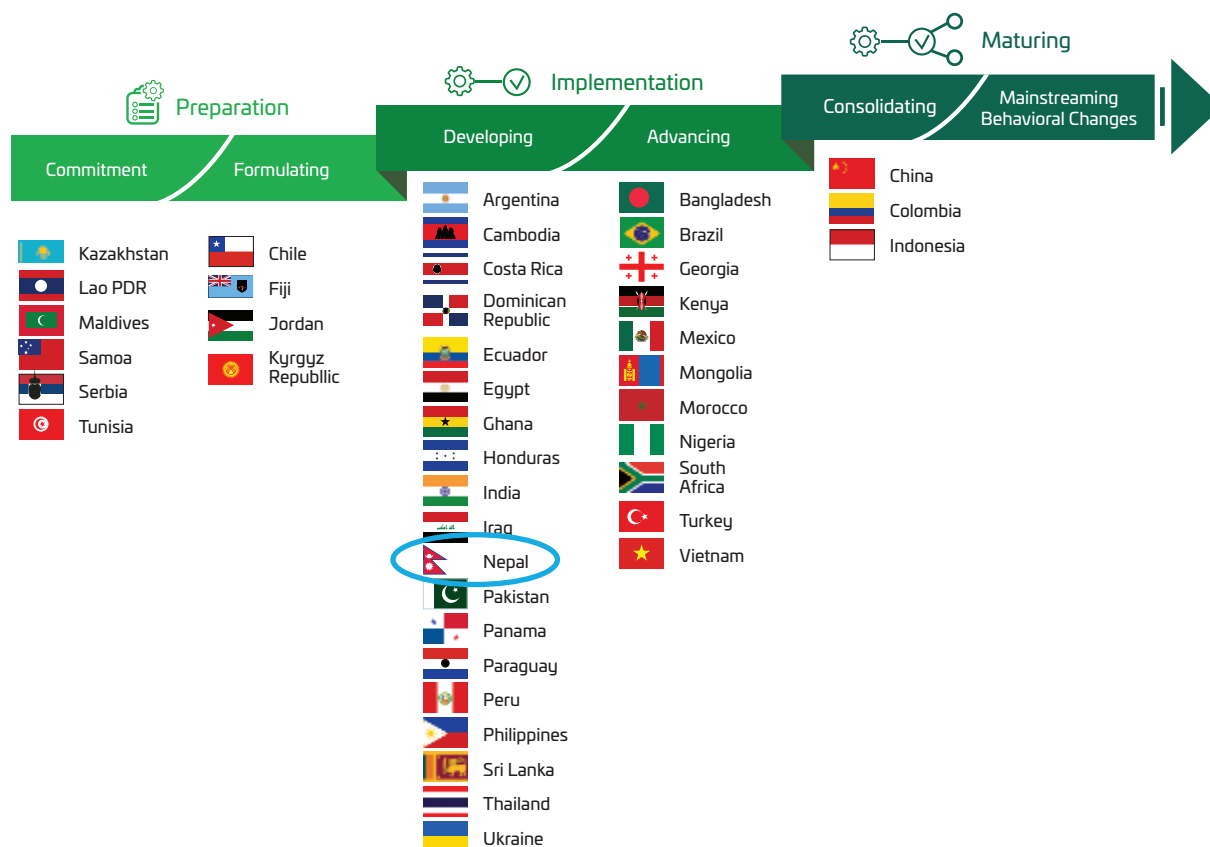 Preparation
Implementation
Maturing
Commitment
Formulating
Developing
Advancing
Consolidating
Mainstreaming
Behavioral Changes
Kazakhstan
Lao PDR
Maldives
Samoa
Serbia
Tunisia
Chile
Fiji
Jordan
Kyrgyz
Republlic
Argentina
Cambodia
Costa Rica
Dominican
Republic
Ecuador
Egypt
Ghana
Honduras
India
Iraq
Nepal
Pakistan
Panama
Paraguay
Peru
Philippines
Sri Lanka
Thailand
Ukraine
Bangladesh
Brazil
Georgia
Kenya
Mexico
Mongolia
Morocco
Nigeria
South
Africa
Turkey
Vietnam
China
Colombia
Indonesia